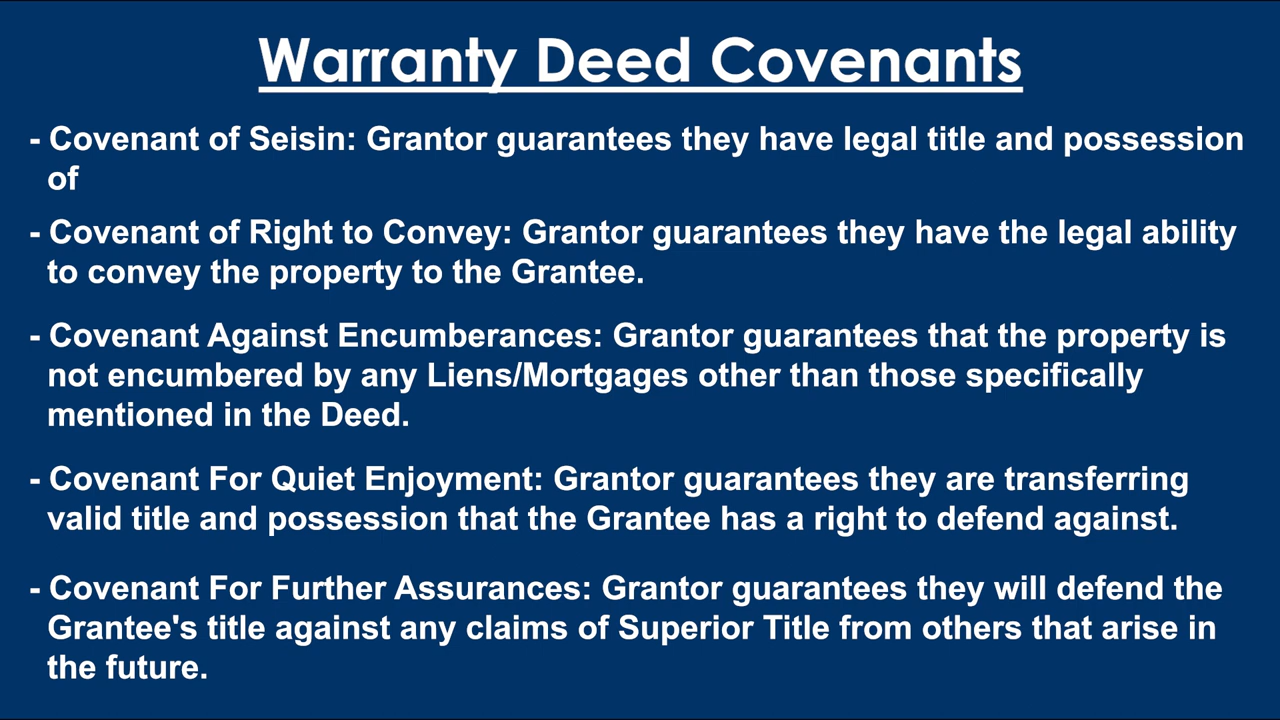 Warranty Deed Covenants
- Covenant of Seisin: Grantor guarantees they have legal title and possession
of
- Covenant of Right to Convey: Grantor guarantees they have the legal ability
to convey the property to the Grantee.
- Covenant Against Encumberances: Grantor guarantees that the property is
not encumbered by any Liens/Mortgages other than those specifically
mentioned in the Deed.
- Covenant For Quiet Enjoyment: Grantor guarantees they are transferring
valid title and possession that the Grantee has a right to defend against.
- Covenant For Further Assurances: Grantor guarantees they will defend the
Grantee's title against any claims of Superior Title from others that arise in
the future.